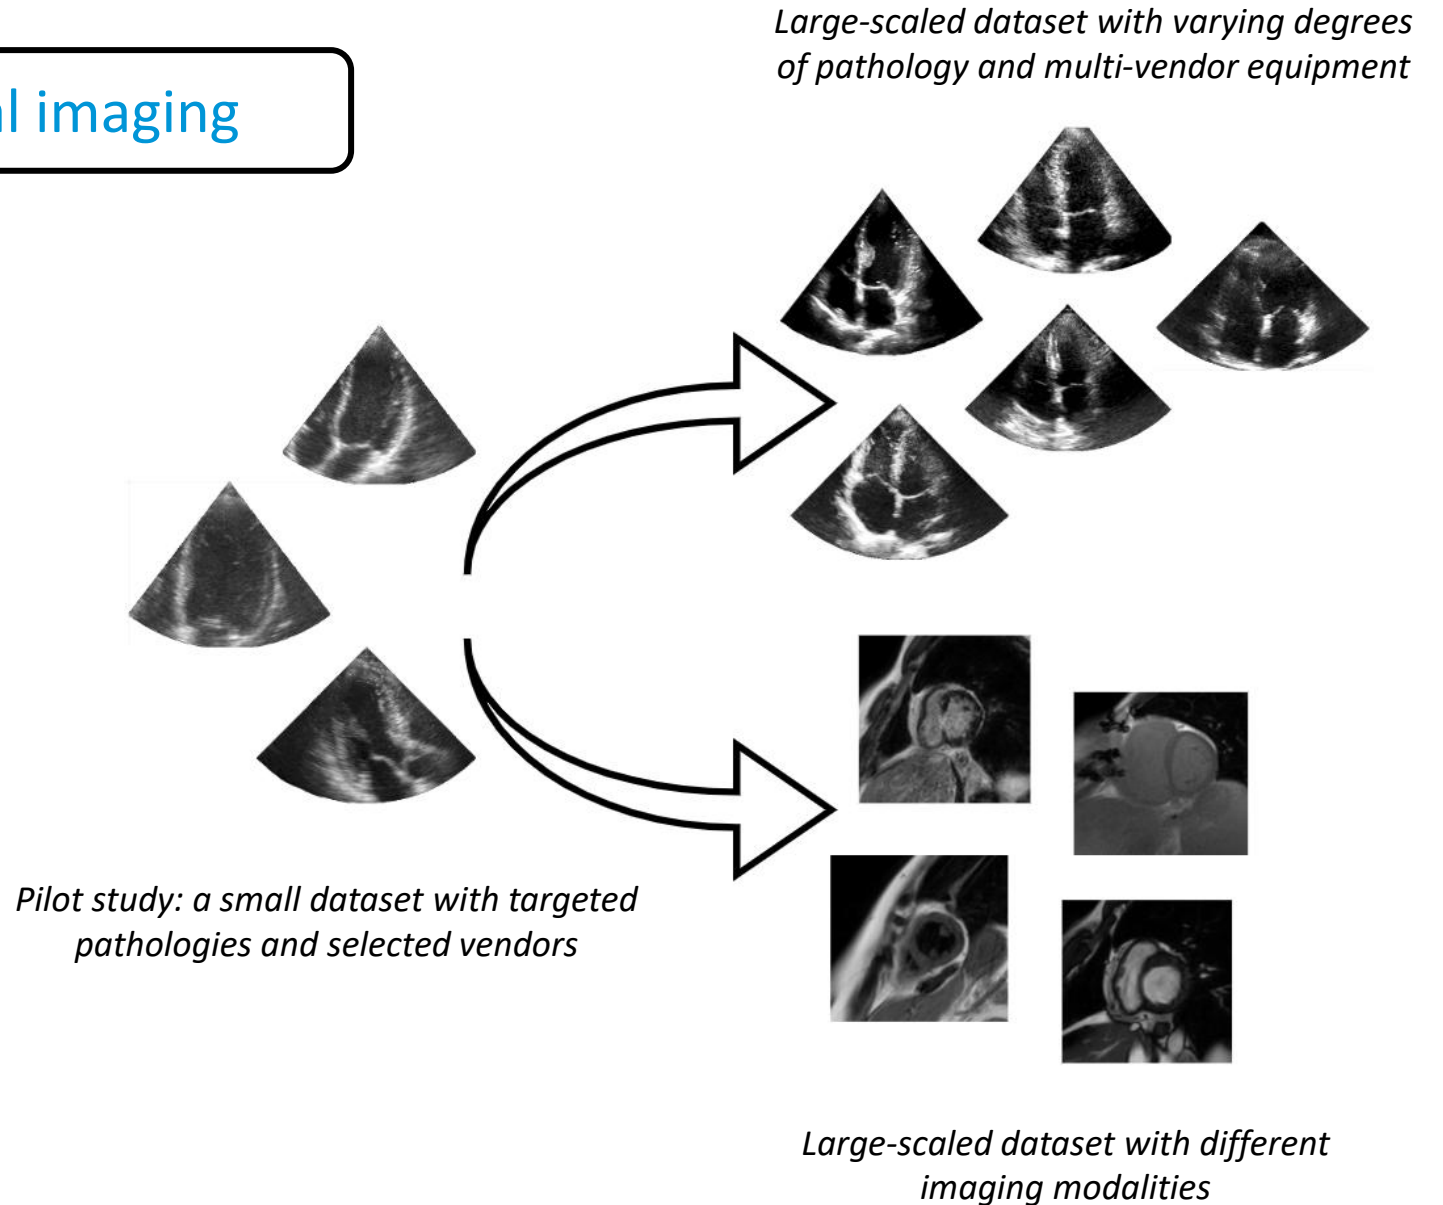 Large-scaled dataset with varying degrees
of pathology and multi-vendor equipment
l imaging
Pilot study: a small dataset with targeted
pathologies and selected vendors
Large-scaled dataset with different
imaging modalities